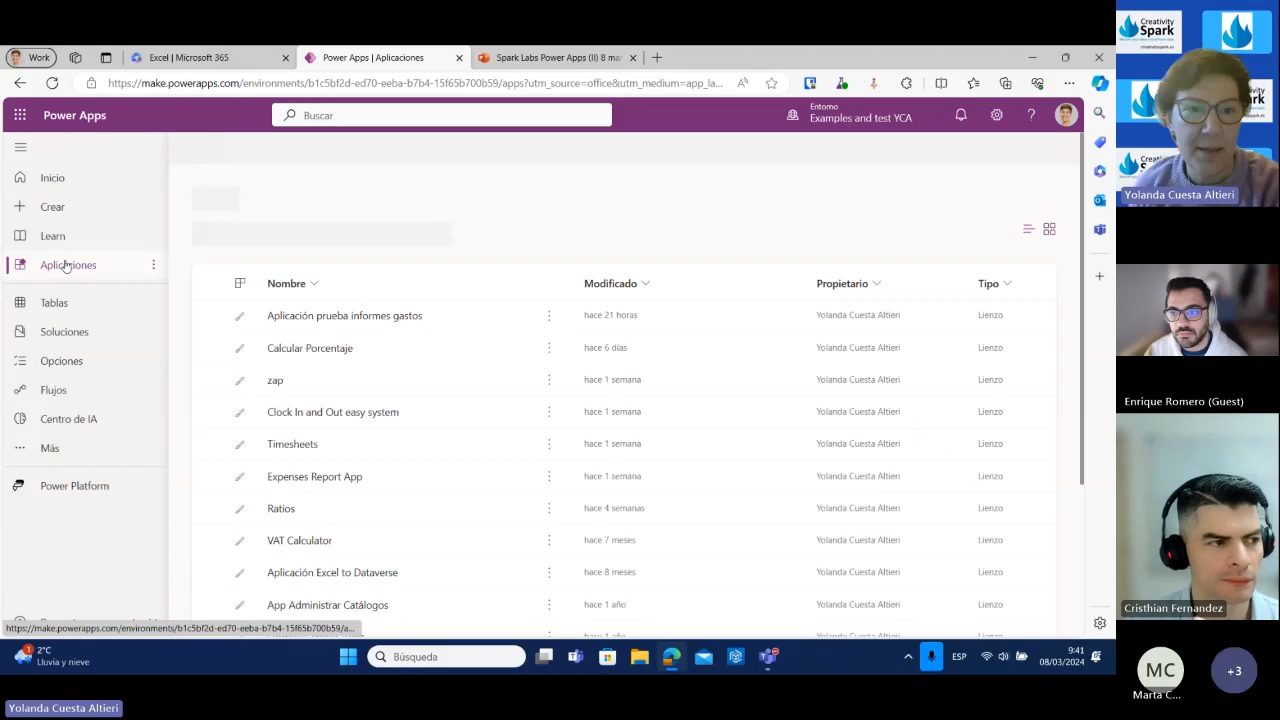 Work
Excel | Microsoft 365
Power Apps | Aplicaciones
Spark Labs Power Apps (II) 8 mar
https://make.powerapps.com/environments/b1c5bf2d-ed70-eeba-b7b4-15f65b700b59/apps?utm_source=office&utm_medium=app_la...
Power Apps
Buscar
Entorno
Examples and test YCA
Inicio
Crear
Learn
Aplicaciones
Tablas
Soluciones
Opciones
Flujos
Centro de IA
Más
Power Platform
Nombre Modificado Propietario Tipo
Aplicación prueba informes gastos hace 21 horas Yolanda Cuesta Altieri Lienzo
Calcular Porcentaje hace 6 días Yolanda Cuesta Altieri Lienzo
zap hace 1 semana Yolanda Cuesta Altieri Lienzo
Clock In and Out easy system hace 1 semana Yolanda Cuesta Altieri Lienzo
Timesheets hace 1 semana Yolanda Cuesta Altieri Lienzo
Expenses Report App hace 1 semana Yolanda Cuesta Altieri Lienzo
Ratios hace 4 semanas Yolanda Cuesta Altieri Lienzo
VAT Calculator hace 7 meses Yolanda Cuesta Altieri Lienzo
Aplicación Excel to Dataverse hace 8 meses Yolanda Cuesta Altieri Lienzo
App Administrar Catálogos hace 1 año Yolanda Cuesta Altieri Lienzo
https://make.powerapps.com/environments/b1c5bf2d-ed70-eeba-b7b4-15f65b700b59/a...
1
2°C
Lluvia y nieve
Búsqueda
ESP
9:41
08/03/2024
Yolanda Cuesta Altieri
Creativity
Spark
Yolanda Cuesta Altieri
Enrique Romero (Guest)
Cristhian Fernandez
MC
Marta C...
+3